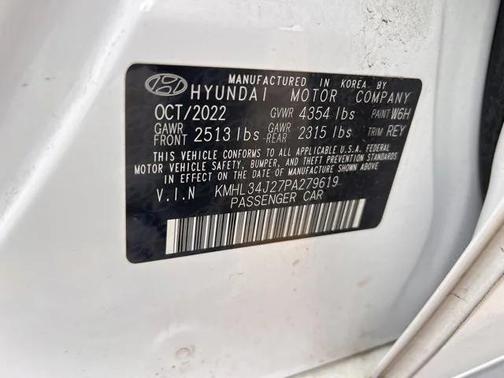 MANUFACTURED IN KOREA BY
HYUNDAI MOTOR COMPANY
OCT/2022 GVWR 4354 lbs PAINT W6H
GAWR FRONT 2513 lbs GAWR REAR 2315 lbs TRIM REY
THIS VEHICLE CONFORMS TO ALL APPLICABLE U.S.A. FEDERAL
MOTOR VEHICLE SAFETY, BUMPER, AND THEFT PREVENTION STANDARDS
IN EFFECT ON THE DATE OF MANUFACTURE SHOWN ABOVE.
V.I.N KMHL34J27PA279619
PASSENGER CAR